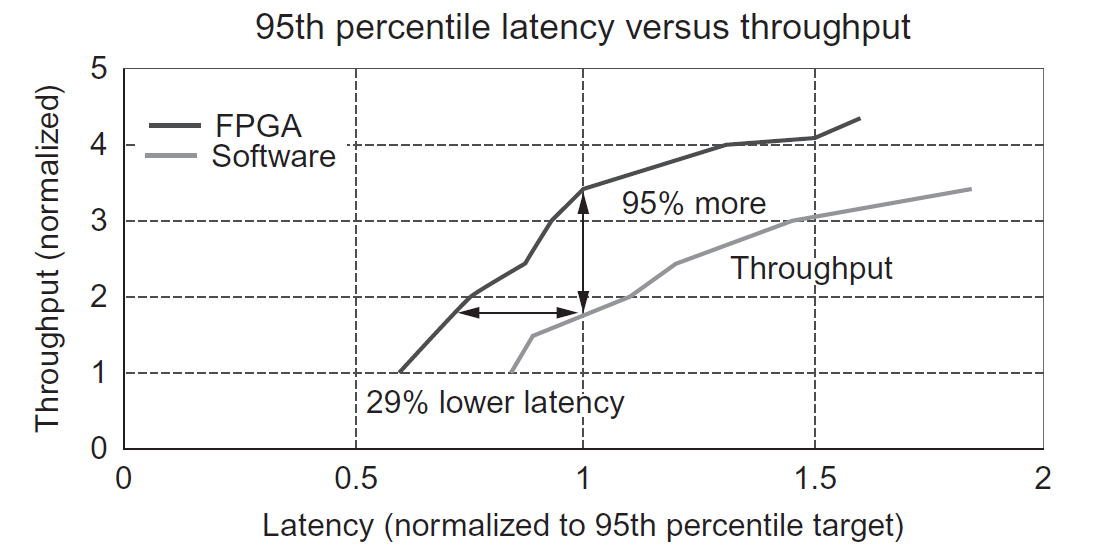 95th percentile latency versus throughput
Throughput (normalized)
5
4
3
2
1
0
FPGA
Software
95% more
Throughput
29% lower latency
0 0.5 1 1.5 2
Latency (normalized to 95th percentile target)